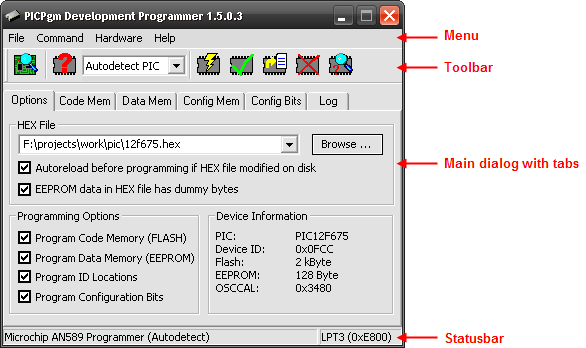 PICPgm Development Programmer 1.5.0.3
File Command Hardware Help
Menu
Autodetect PIC
Toolbar
Options Code Mem Data Mem Config Mem Config Bits Log
HEX File
F:\projects\work\pic\12f675.hex
Browse ...
Main dialog with tabs
Autoreload before programming if HEX file modified on disk
EEPROM data in HEX file has dummy bytes
Programming Options
Program Code Memory (FLASH)
Program Data Memory (EEPROM)
Program ID Locations
Program Configuration Bits
Device Information
PIC: PIC12F675
Device ID: 0x0FCC
Flash: 2 kByte
EEPROM: 128 Byte
OSCCAL: 0x3480
Microchip AN589 Programmer (Autodetect) LPT3 (0xE800)
Statusbar